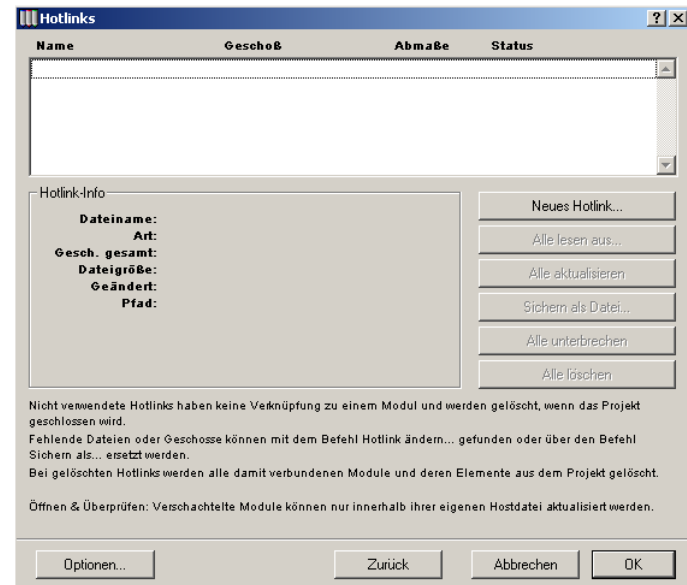 Hotlinks
Name Geschoß Abmaße Status
Hotlink-Info
Dateiname:
Art:
Gesch. gesamt:
Dateigröße:
Geändert:
Pfad:
Neues Hotlink...
Alle lesen aus...
Alle aktualisieren
Sichern als Datei...
Alle unterbrechen
Alle löschen
Nicht verwendete Hotlinks haben keine Verknüpfung zu einem Modul und werden gelöscht, wenn das Projekt
geschlossen wird.
Fehlende Dateien oder Geschosse können mit dem Befehl Hotlink ändern... gefunden oder über den Befehl
Sichern als... ersetzt werden.
Bei gelöschten Hotlinks werden alle damit verbundenen Module und deren Elemente aus dem Projekt gelöscht.
Öffnen & Überprüfen: Verschachtelte Module können nur innerhalb ihrer eigenen Hostdatei aktualisiert werden.
Optionen... Zurück Abbrechen OK